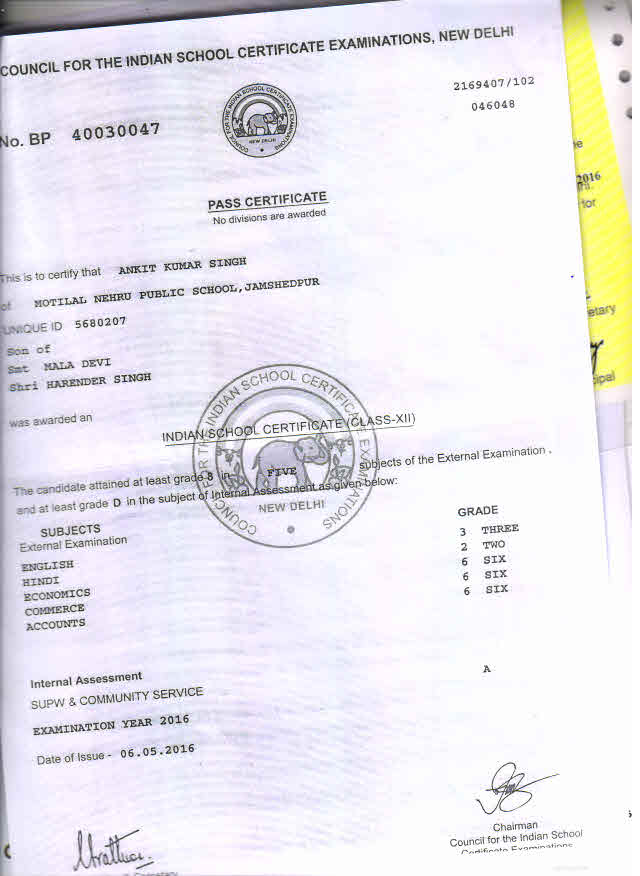 COUNCIL FOR THE INDIAN SCHOOL CERTIFICATE EXAMINATIONS, NEW DELHI
2169407/102
046048
No. BP 40030047
COUNCIL FOR THE INDIAN SCHOOL CERTIFICATE EXAMINATIONS
NEW DELHI
PASS CERTIFICATE
No divisions are awarded
This is to certify that ANKIT KUMAR SINGH
of MOTILAL NEHRU PUBLIC SCHOOL,JAMSHEDPUR
UNIQUE ID 5680207
Son of
Smt MALA DEVI
Shri HARENDER SINGH
was awarded an
INDIAN SCHOOL CERTIFICATE (CLASS-XII)
COUNCIL FOR THE INDIAN SCHOOL CERTIFICATE EXAMINATIONS
NEW DELHI
The candidate attained at least grade 8 in FIVE subjects of the External Examination .
and at least grade D in the subject of Internal Assessment as given below:
SUBJECTS GRADE
External Examination
ENGLISH 3 THREE
HINDI 2 TWO
ECONOMICS 6 SIX
COMMERCE 6 SIX
ACCOUNTS 6 SIX
Internal Assessment
SUPW & COMMUNITY SERVICE A
EXAMINATION YEAR 2016
Date of Issue - 06.05.2016
Chairman
Council for the Indian School
Certificate Examinations
2016
for
etary
ipal